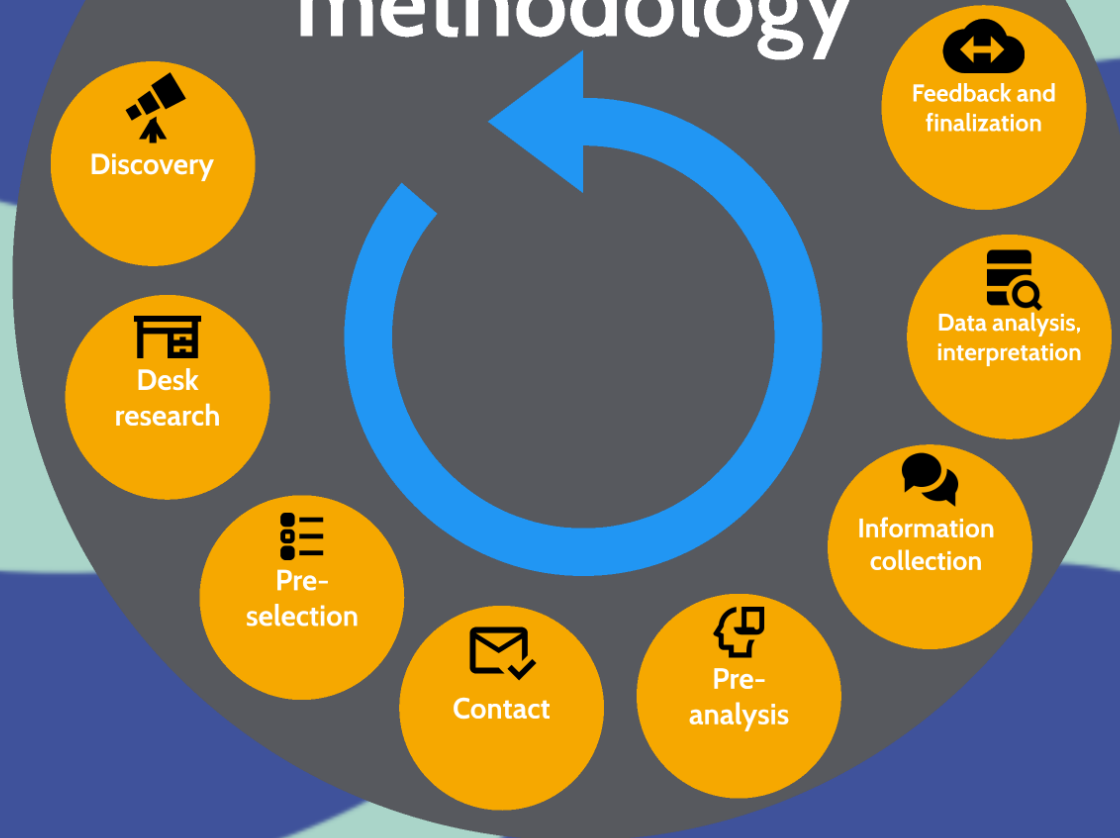 methodology
Discovery
Desk
research
Pre-
selection
Contact
Pre-
analysis
Information
collection
Data analysis,
interpretation
Feedback and
finalization